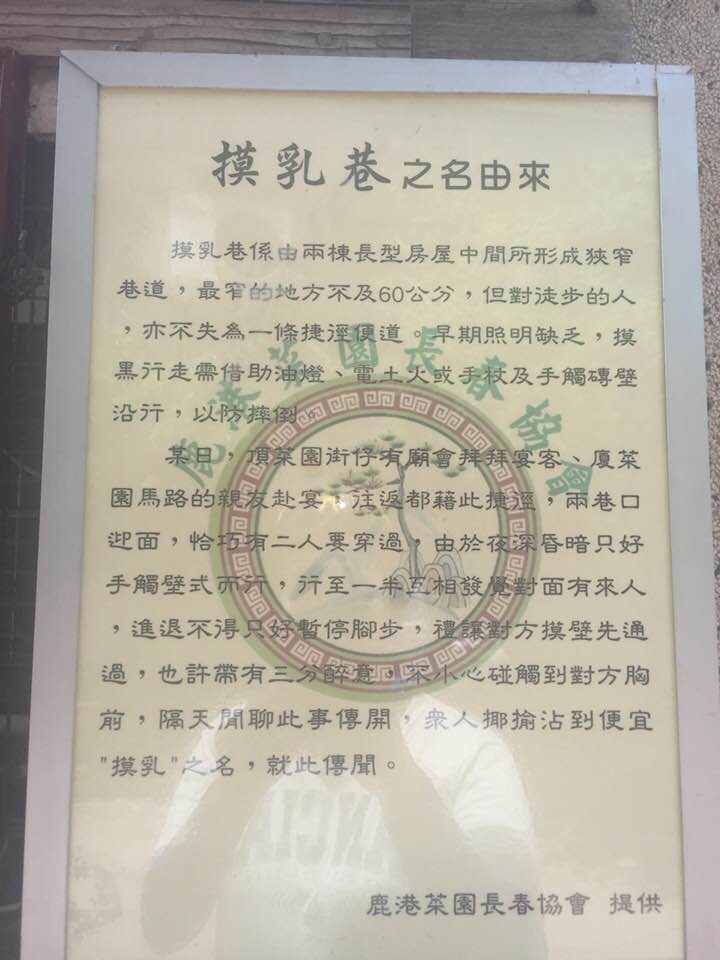 摸乳巷之名由來
摸乳巷係由兩棟長型房屋中間所形成狹窄
巷道，最窄的地方不及60公分，但對徒步的人
，亦不失為一條捷徑便道。早期照明缺乏，摸
黑行走需借助油燈、電土火或手杖及手觸磚壁
沿行，以防摔倒。
某日，頂菜園街仔有廟會拜拜宴客、廈菜
園馬路的親友赴宴，往返都藉此捷徑，兩巷口
迎面，恰巧有二人要穿過，由於夜深昏暗只好
手觸壁式而行，行至一半互相發覺對面有來人
，進退不得只好暫停腳步，禮讓對方摸壁先通
過，也許帶有三分醉意，不小心碰觸到對方胸
前，隔天閒聊此事傳開，衆人揶揄沾到便宜
"摸乳"之名，就此傳聞。
鹿港菜園長春協會
鹿港菜園長春協會 提供